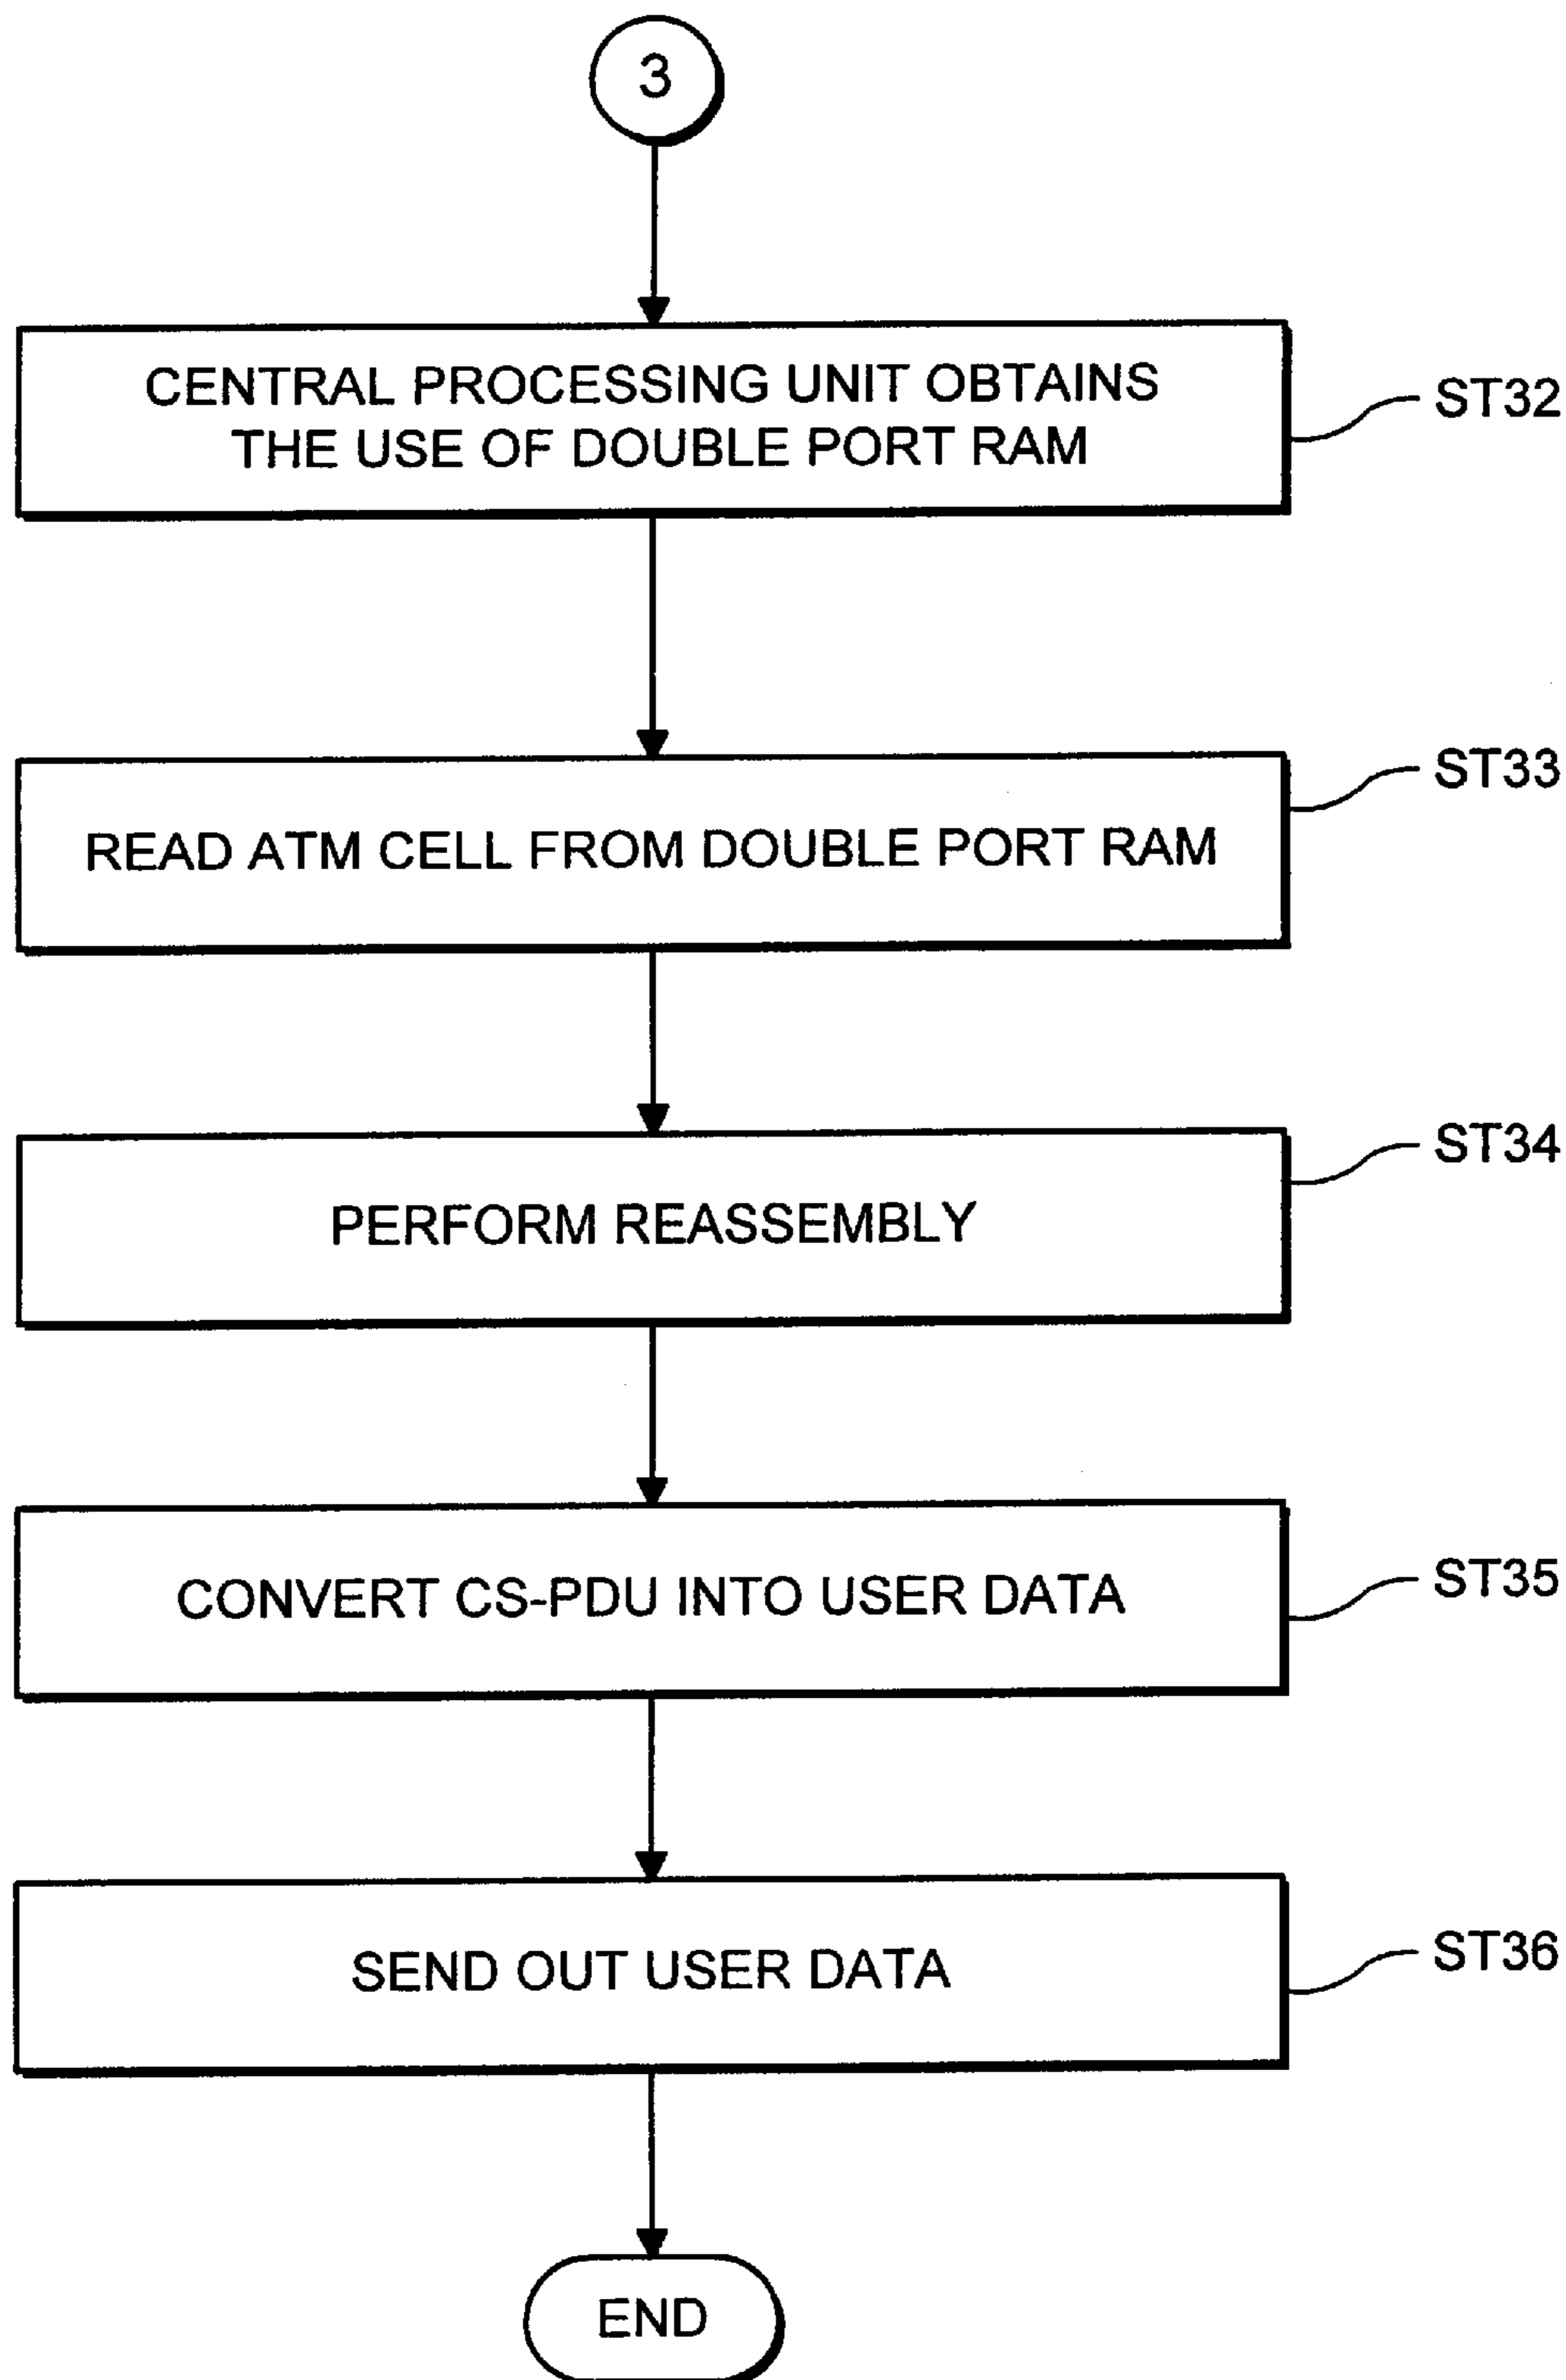 3
CENTRAL PROCESSING UNIT OBTAINS
THE USE OF DOUBLE PORT RAM
ST32
READ ATM CELL FROM DOUBLE PORT RAM
ST33
PERFORM REASSEMBLY
ST34
CONVERT CS-PDU INTO USER DATA
ST35
SEND OUT USER DATA
ST36
END